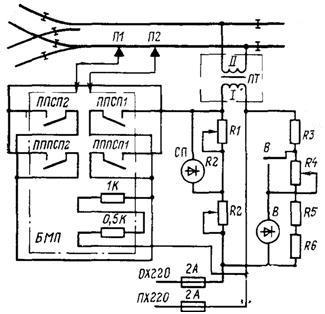 П1 П2
II
ПТ
I
ППСП2 ППСП1
R1
R3
СП
R2
В
R4
ПППСП2 ПППСП1
1К
R2
В
R5
0,5К
R6
БМП
ОХ220 2А
ПХ220 2А